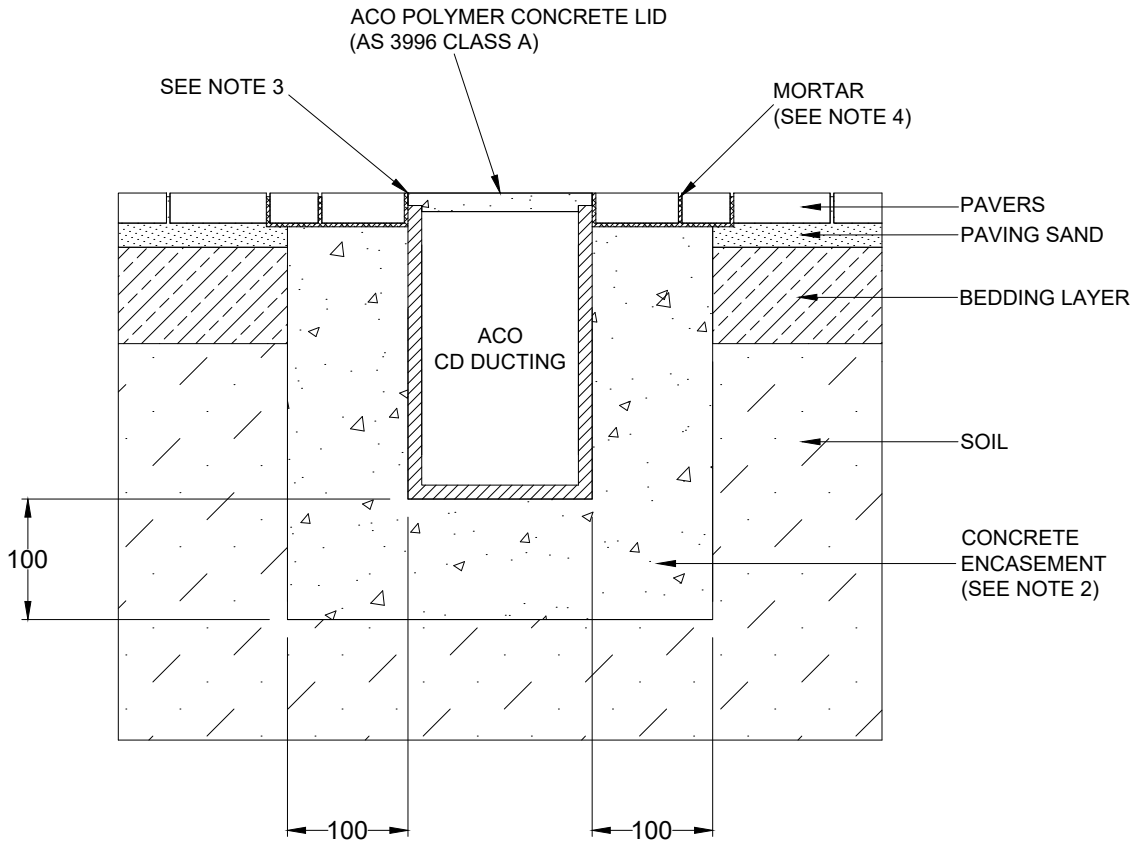 ACO POLYMER CONCRETE LID
(AS 3996 CLASS A)
SEE NOTE 3
MORTAR
(SEE NOTE 4)
PAVERS
PAVING SAND
BEDDING LAYER
ACO
CD DUCTING
SOIL
CONCRETE
ENCASEMENT
(SEE NOTE 2)
100
100
100